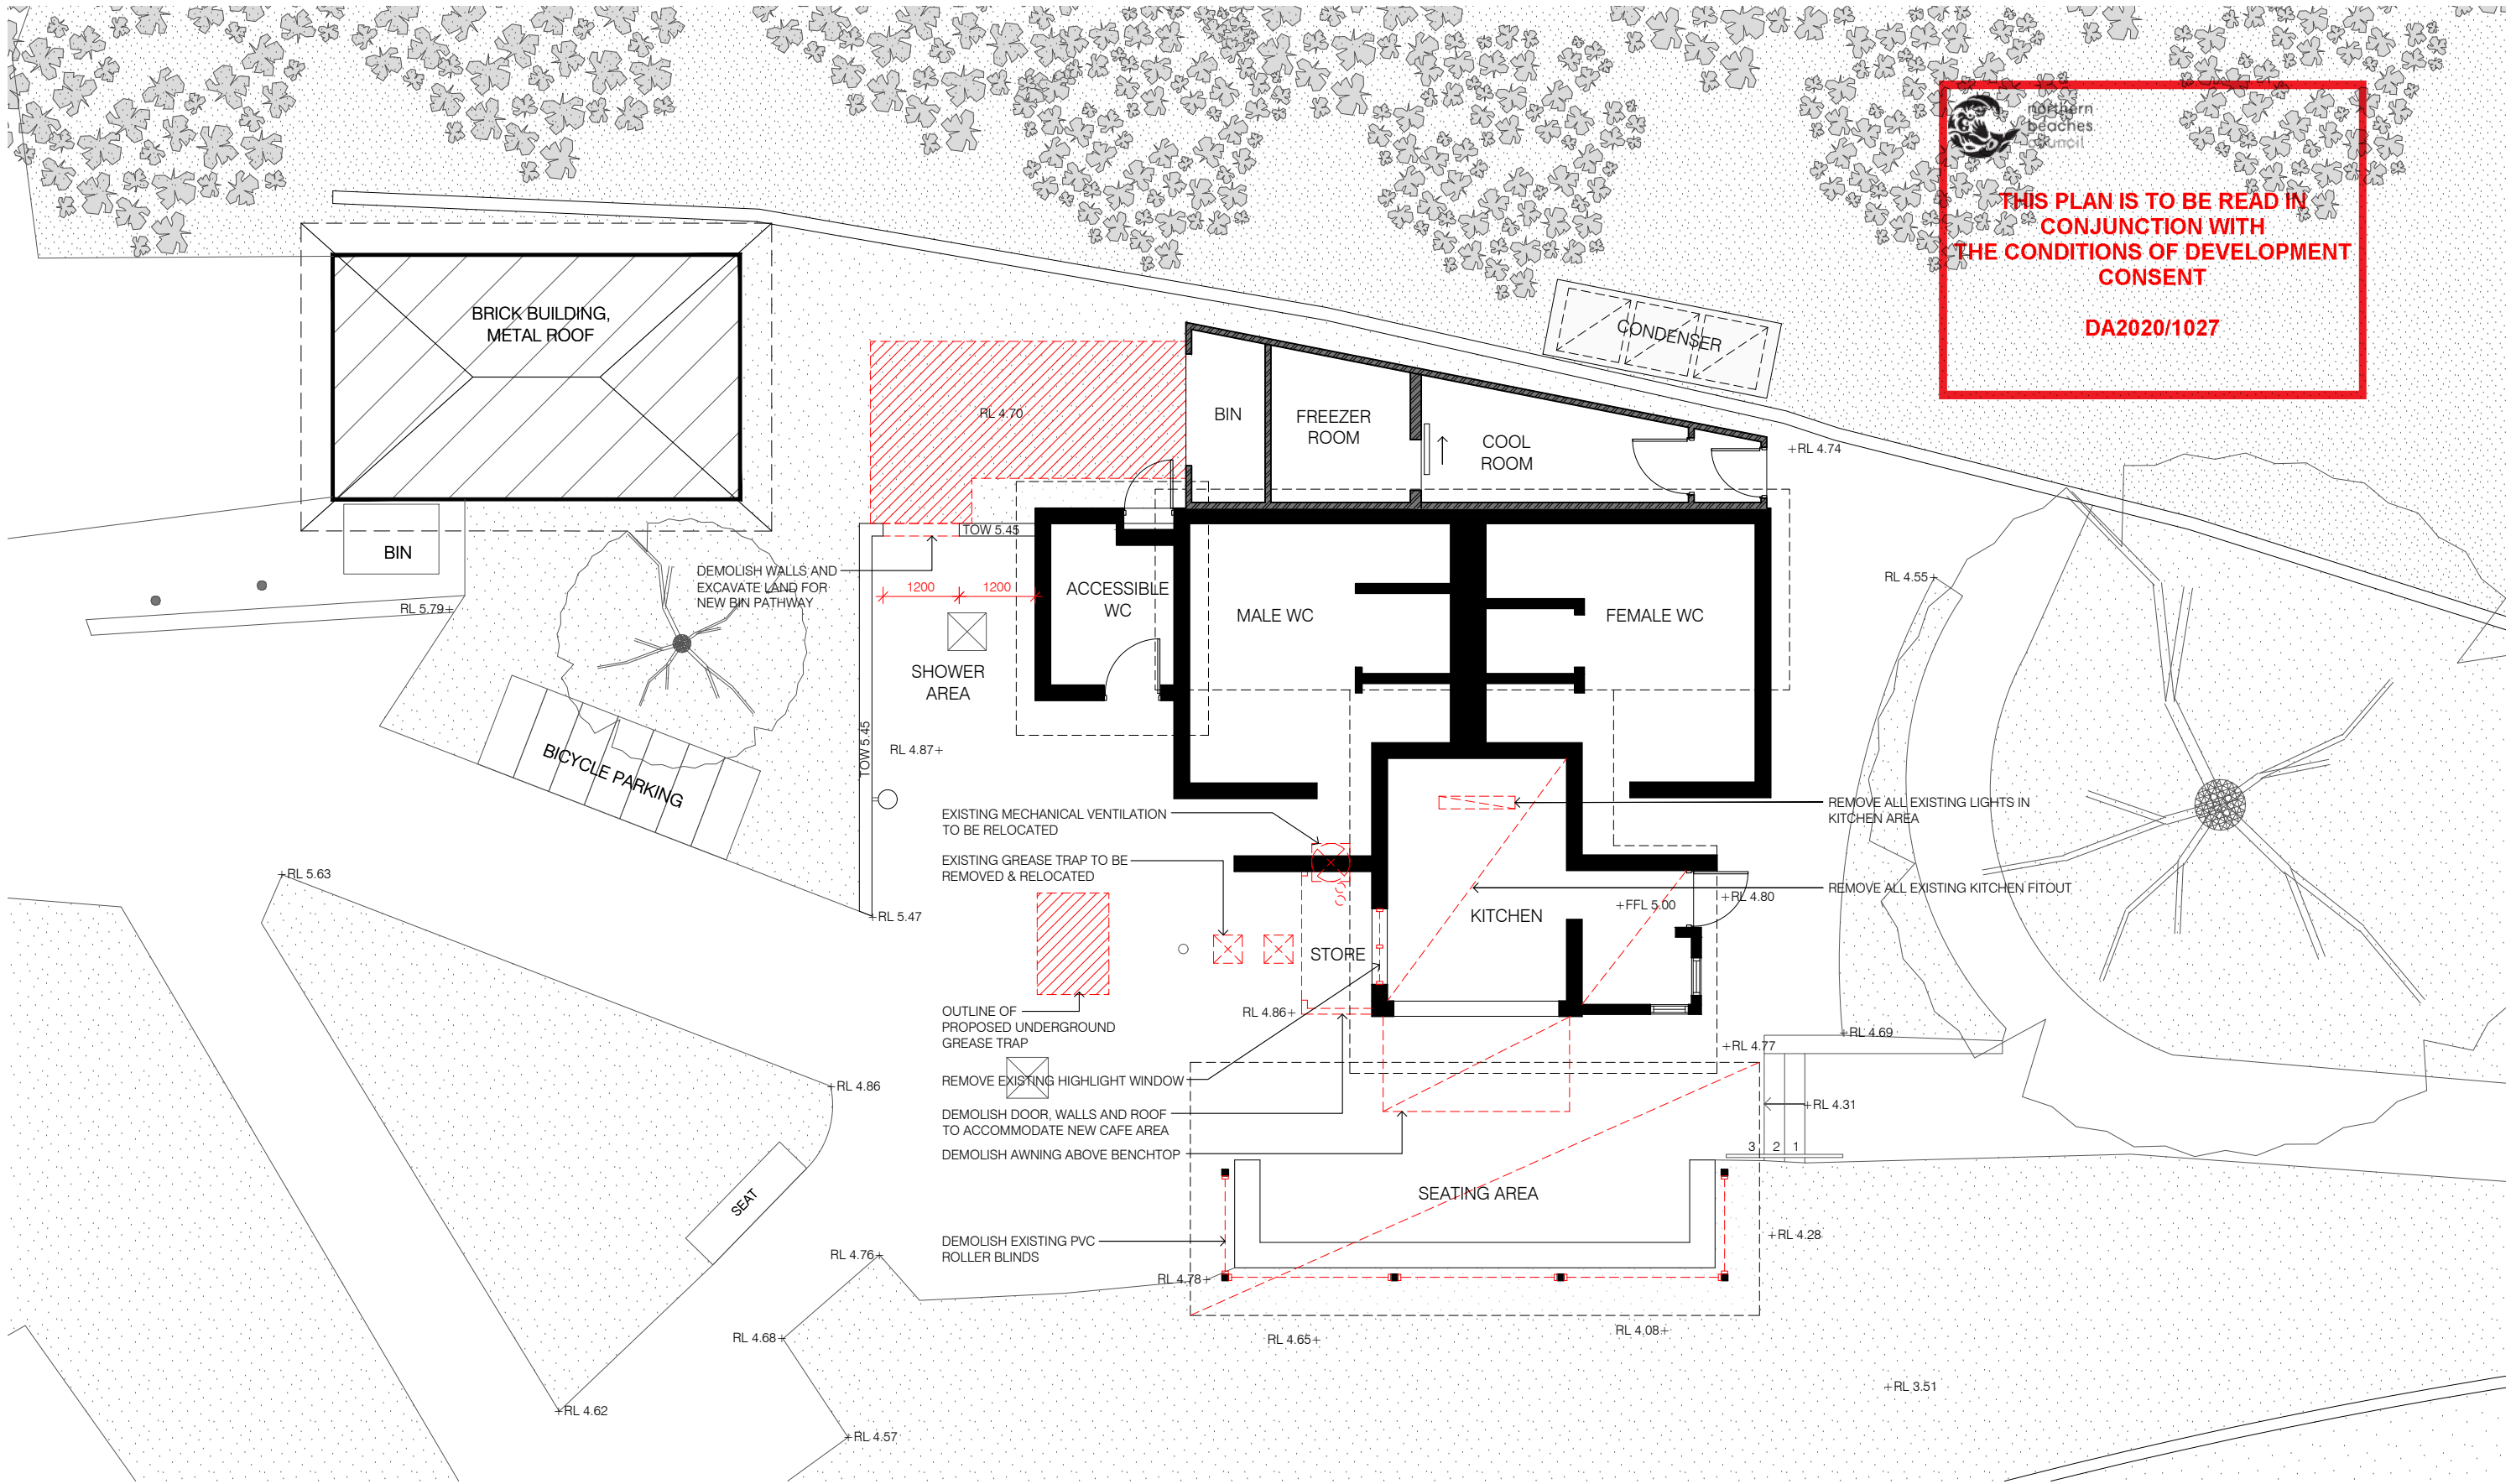 northern
beaches
council
THIS PLAN IS TO BE READ IN
CONJUNCTION WITH
THE CONDITIONS OF DEVELOPMENT
CONSENT
DA2020/1027
BRICK BUILDING,
METAL ROOF
CONDENSER
RL 4.70
BIN
FREEZER
ROOM
COOL
ROOM
+RL 4.74
TOW 5.45
BIN
DEMOLISH WALLS AND
EXCAVATE LAND FOR
NEW BIN PATHWAY
1200
1200
ACCESSIBLE
WC
MALE WC
FEMALE WC
RL 4.55+
RL 5.79+
SHOWER
AREA
TOW 5.45
RL 4.87+
BICYCLE PARKING
EXISTING MECHANICAL VENTILATION
TO BE RELOCATED
REMOVE ALL EXISTING LIGHTS IN
KITCHEN AREA
EXISTING GREASE TRAP TO BE
REMOVED & RELOCATED
+RL 5.63
REMOVE ALL EXISTING KITCHEN FITOUT
+FFL 5.00
+RL 4.80
+RL 5.47
KITCHEN
STORE
OUTLINE OF
PROPOSED UNDERGROUND
GREASE TRAP
RL 4.86+
+RL 4.69
+RL 4.77
REMOVE EXISTING HIGHLIGHT WINDOW
+RL 4.86
+RL 4.31
DEMOLISH DOOR, WALLS AND ROOF
TO ACCOMMODATE NEW CAFE AREA
DEMOLISH AWNING ABOVE BENCHTOP
3 2 1
SEAT
SEATING AREA
DEMOLISH EXISTING PVC
ROLLER BLINDS
+RL 4.28
RL 4.76+
RL 4.78+
RL 4.68+
RL 4.65+
RL 4.08+
+RL 3.51
+RL 4.62
+RL 4.57